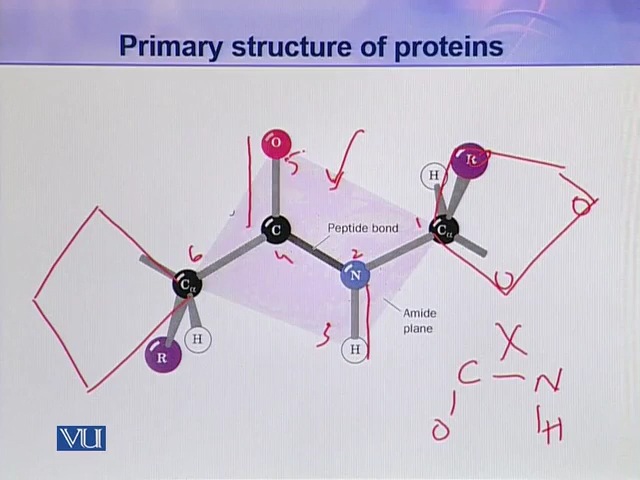 Primary structure of proteins
O
5
H
R
C
Peptide bond
1
Cα
6
4
2
N
Cα
Amide plane
3
H
R
H
X
C — N
O
H
VU